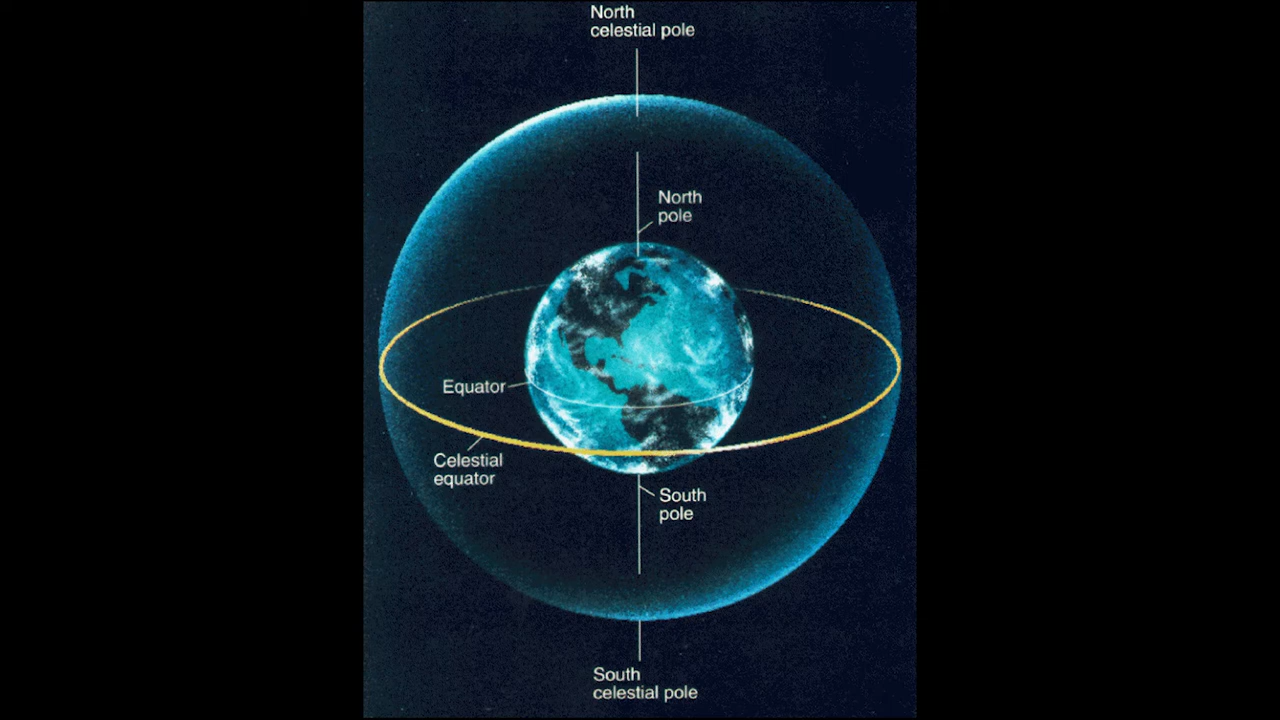 North
celestial pole
North
pole
Equator
Celestial
equator
South
pole
South
celestial pole